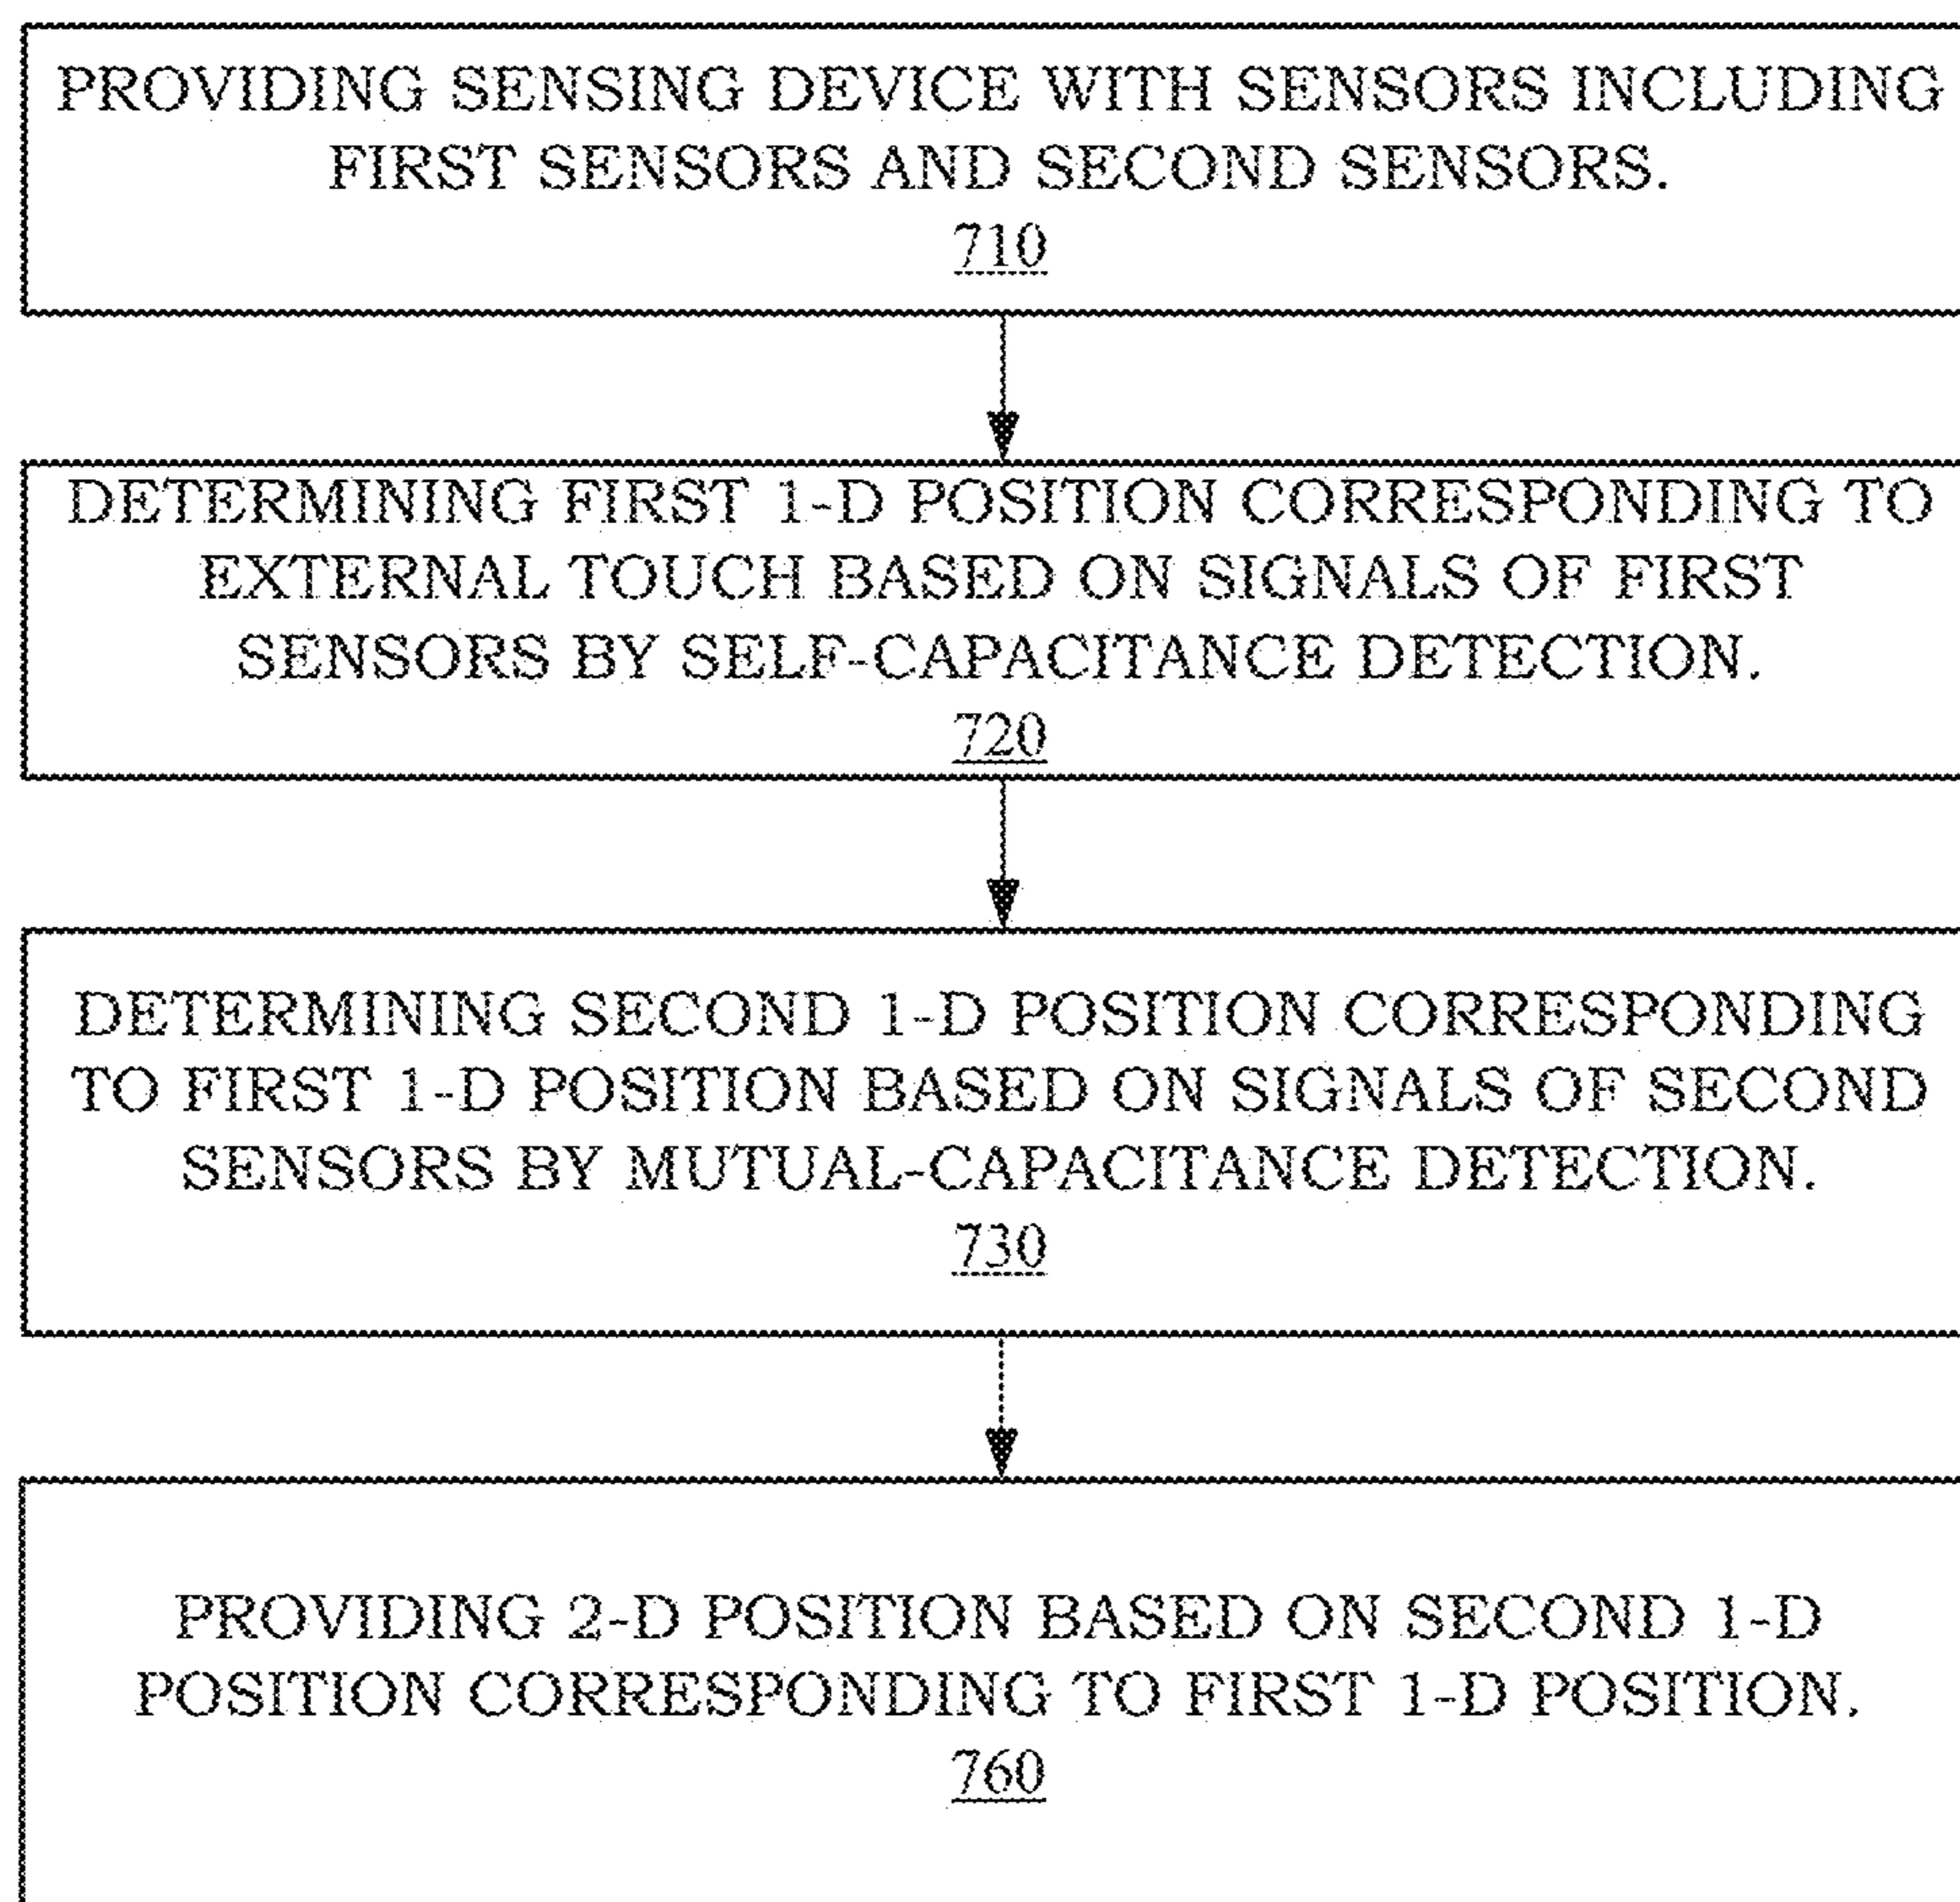 PROVIDING SENSING DEVICE WITH SENSORS INCLUDING
FIRST SENSORS AND SECOND SENSORS.
710
DETERMINING FIRST 1-D POSITION CORRESPONDING TO
EXTERNAL TOUCH BASED ON SIGNALS OF FIRST
SENSORS BY SELF-CAPACITANCE DETECTION.
720
DETERMINING SECOND 1-D POSITION CORRESPONDING
TO FIRST 1-D POSITION BASED ON SIGNALS OF SECOND
SENSORS BY MUTUAL-CAPACITANCE DETECTION.
730
PROVIDING 2-D POSITION BASED ON SECOND 1-D
POSITION CORRESPONDING TO FIRST 1-D POSITION.
760